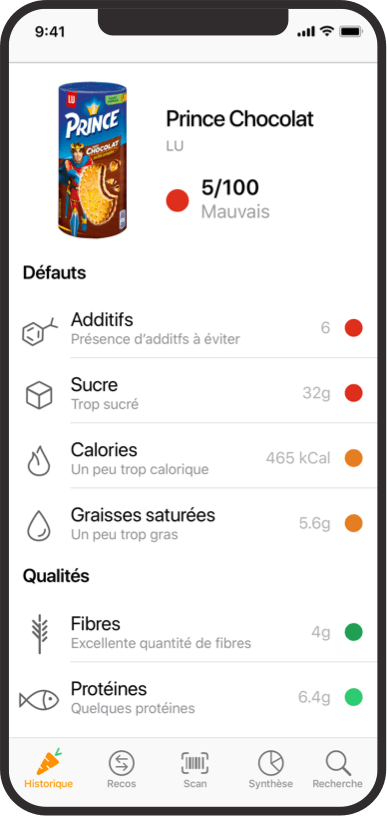 9:41
LU
PRINCE
CHOCOLAT
Prince Chocolat
LU
5/100
Mauvais
Défauts
Additifs
6
Présence d'additfs à éviter
Sucre
32g
Trop sucré
Calories
465 kCal
Un peu trop calorique
Graisses saturées
5.6g
Un peu trop gras
Qualités
Fibres
4g
Excellente quantité de fibres
Protéines
6.4g
Quelques protéines
Historique
Recos
Scan
Synthèse
Recherche